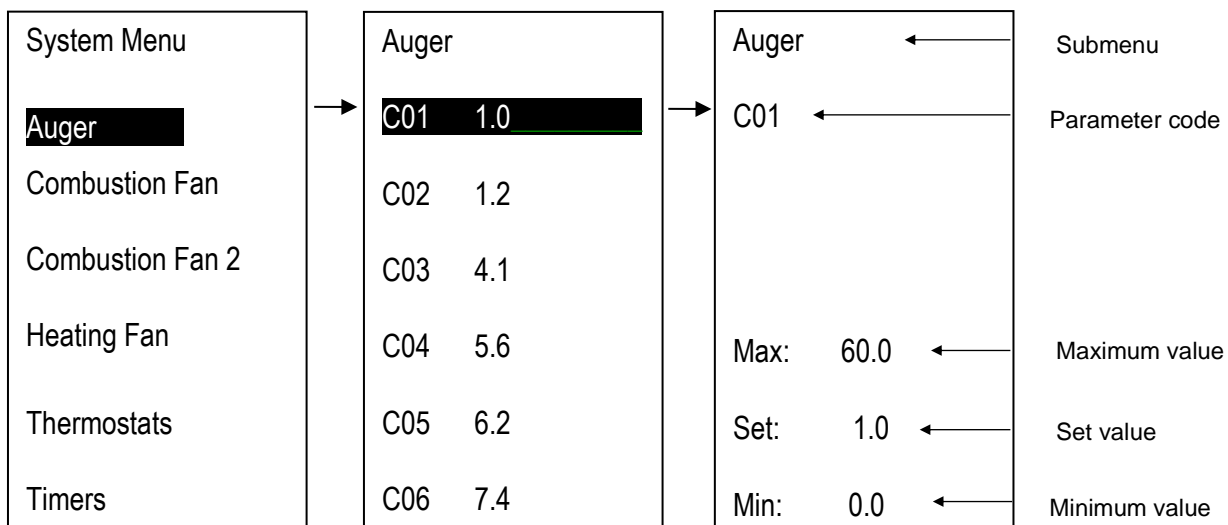 System Menu
Auger
Combustion Fan
Combustion Fan 2
Heating Fan
Thermostats
Timers
Auger
C01 1.0
C02 1.2
C03 4.1
C04 5.6
C05 6.2
C06 7.4
Auger
C01
Max: 60.0
Set: 1.0
Min: 0.0
Submenu
Parameter code
Maximum value
Set value
Minimum value